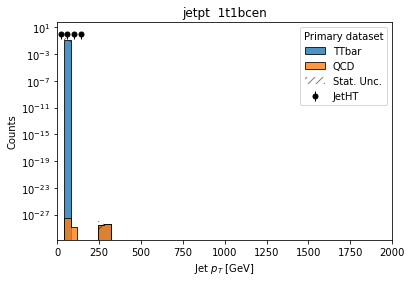 jetpt 1t1bcen
Primary dataset
TTbar
QCD
Stat. Unc.
JetHT
Counts
10^1
10^-3
10^-7
10^-11
10^-15
10^-19
10^-23
10^-27
0 250 500 750 1000 1250 1500 1750 2000
Jet p_T [GeV]